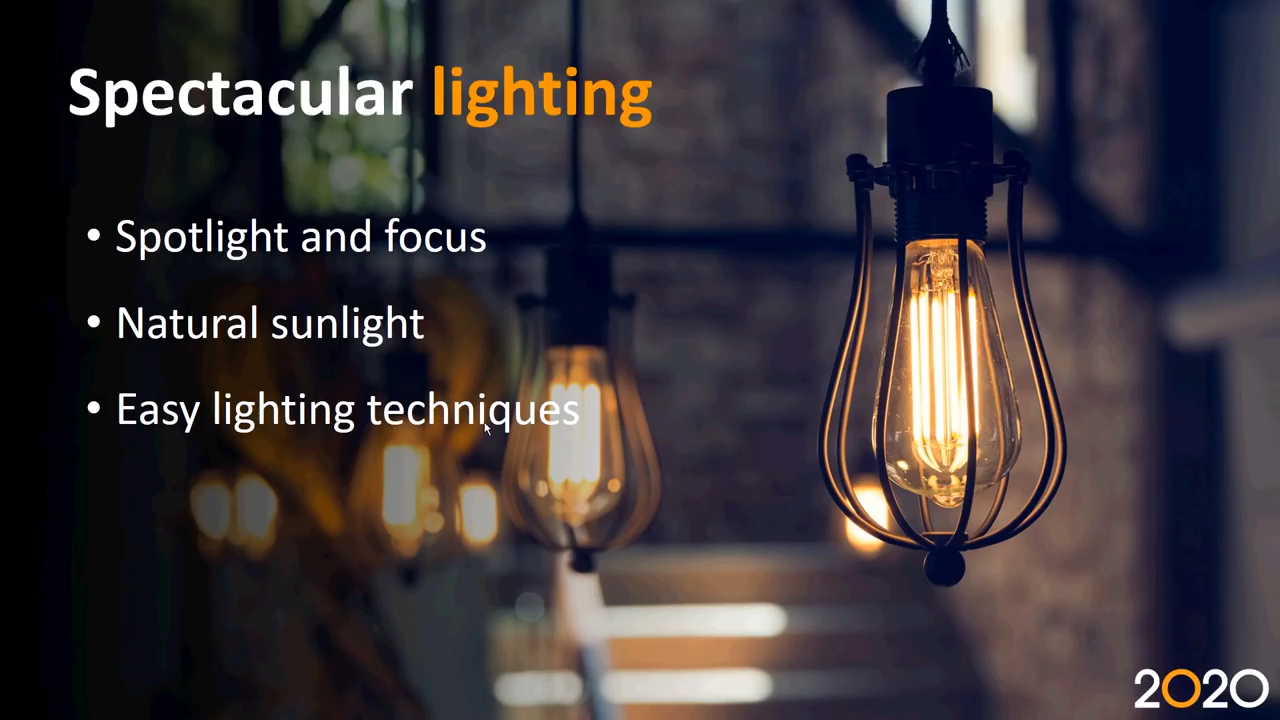 Spectacular lighting
• Spotlight and focus
• Natural sunlight
• Easy lighting techniques
2020